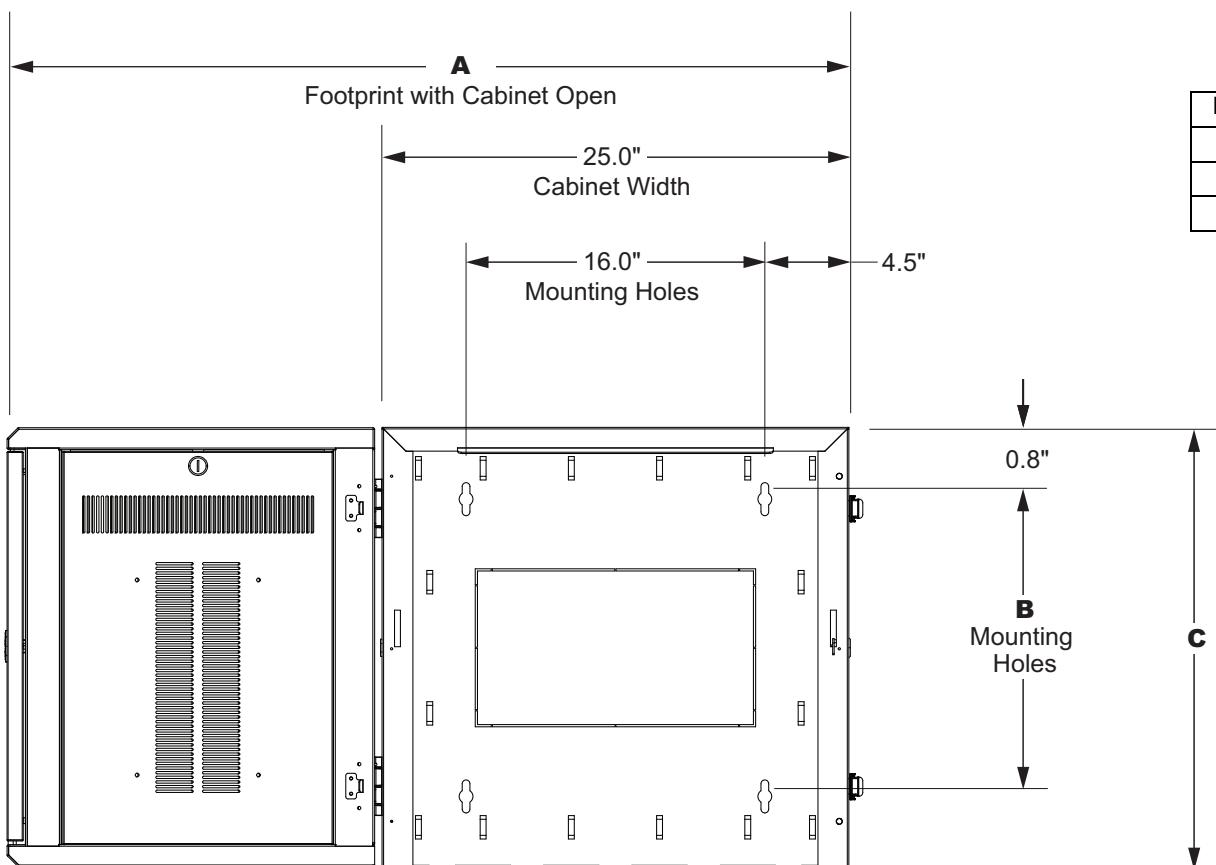 A
Footprint with Cabinet Open
25.0"
Cabinet Width
16.0"
4.5"
Mounting Holes
0.8"
B
Mounting
Holes
C